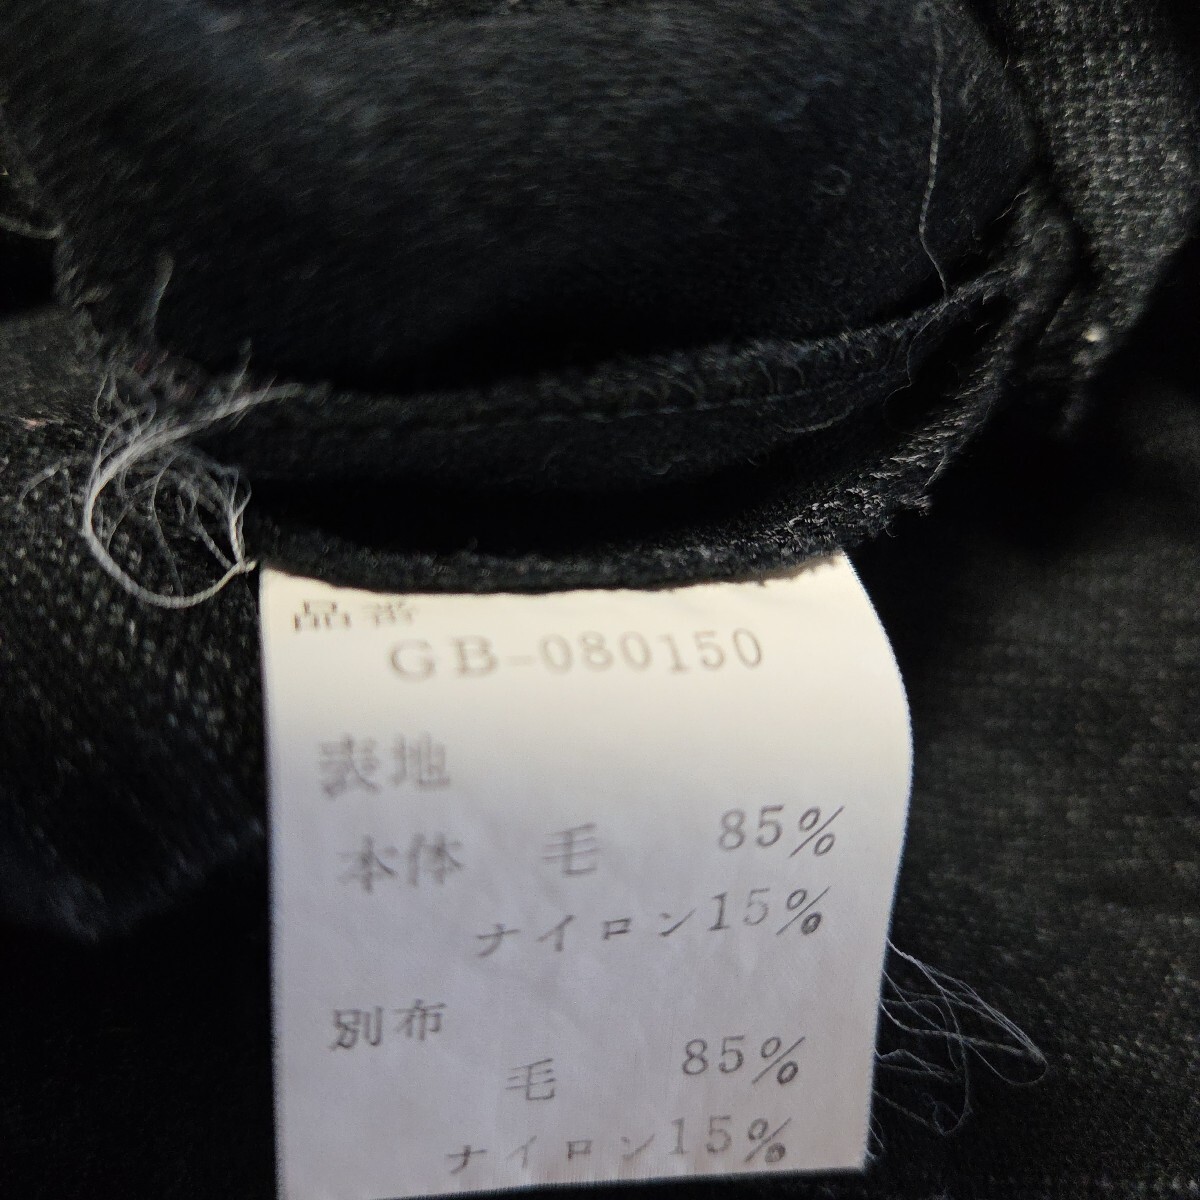 品番
GB-080150
表地
本体 毛 85%
ナイロン15%
別布
毛 85%
ナイロン15%